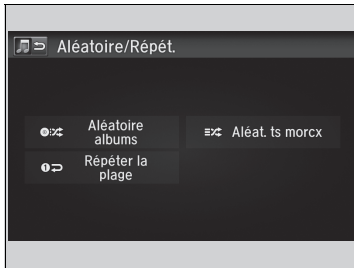 Aléatoire/Répét.
Aléatoire
albums
Aléat. ts morcx
Répéter la
plage